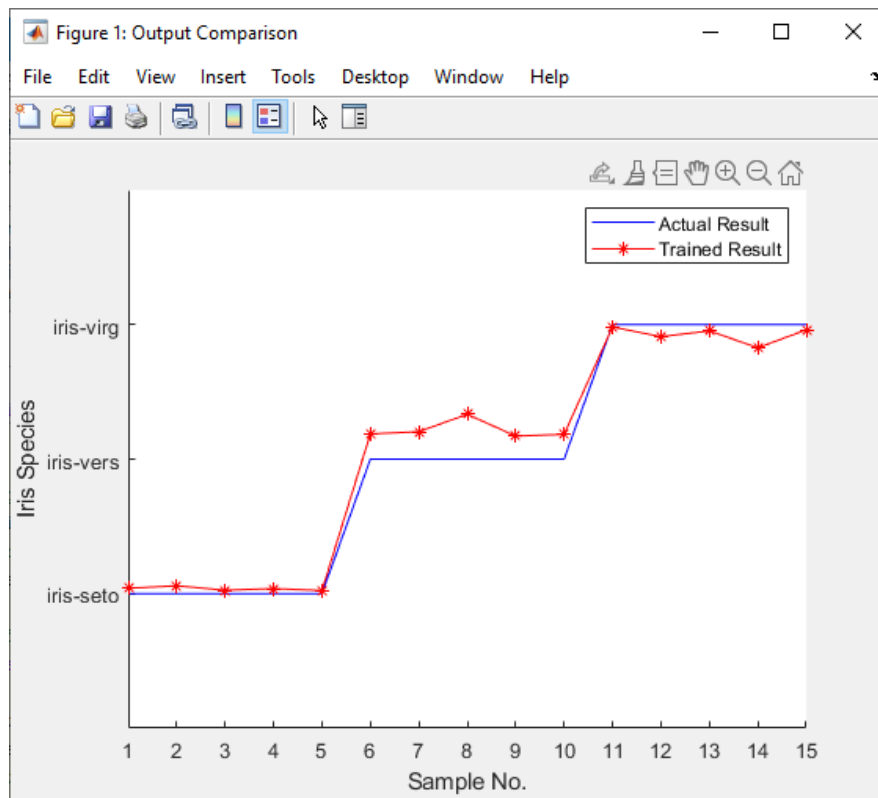 Figure 1: Output Comparison
File Edit View Insert Tools Desktop Window Help
Actual Result
Trained Result
iris-virg
iris-vers
iris-seto
Iris Species
1 2 3 4 5 6 7 8 9 10 11 12 13 14 15
Sample No.